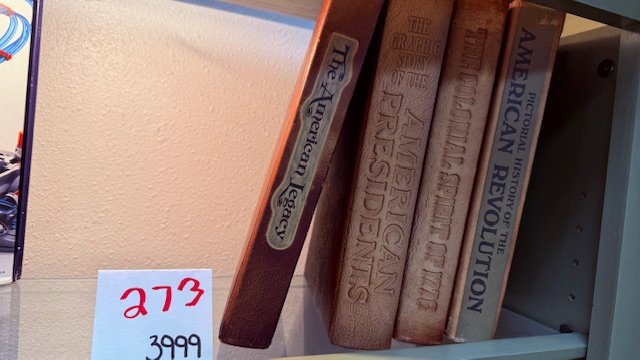 The American Legacy
THE
GRAPHIC
STORY
OF THE
AMERICAN
PRESIDENTS
THE COLONIAL SPIRIT OF 1776
PICTORIAL HISTORY OF THE
AMERICAN REVOLUTION
273
3999